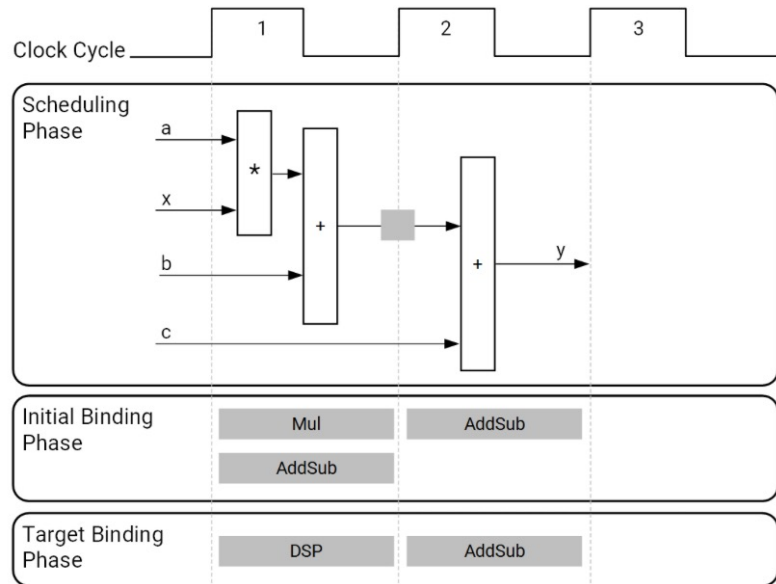 1
2
3
Clock Cycle
Scheduling
Phase
a
*
x
+
b
+
y
c
Initial Binding
Phase
Mul
AddSub
AddSub
Target Binding
Phase
DSP
AddSub